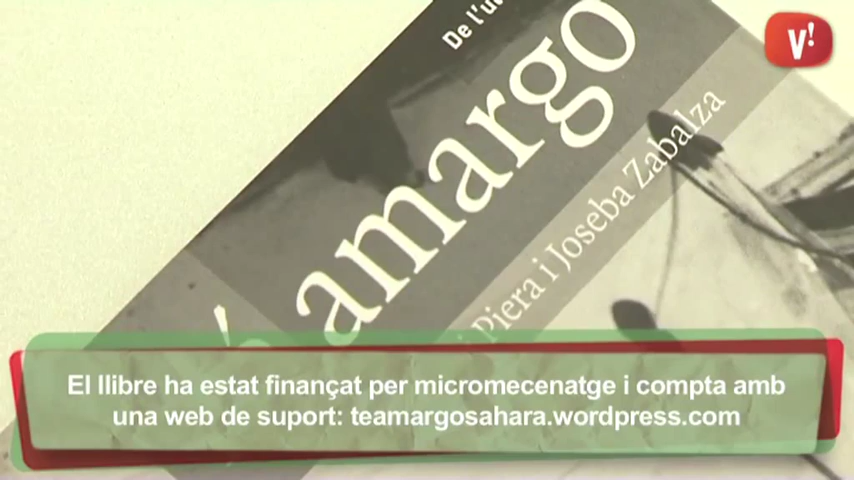 V!
De l'u
amargo
Piera i Joseba Zabalza
El llibre ha estat finançat per micromecenatge i compta amb
una web de suport: teamargosahara.wordpress.com